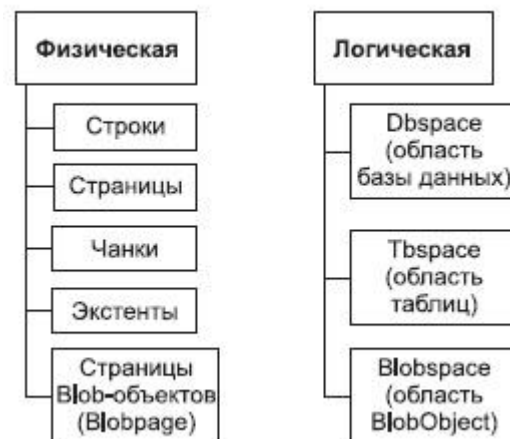 Физическая
Строки
Страницы
Чанки
Экстенты
Страницы
Blob-объектов
(Blobpage)
Логическая
Dbspace
(область
базы данных)
Tbspace
(область
таблиц)
Blobspace
(область
BlobObject)